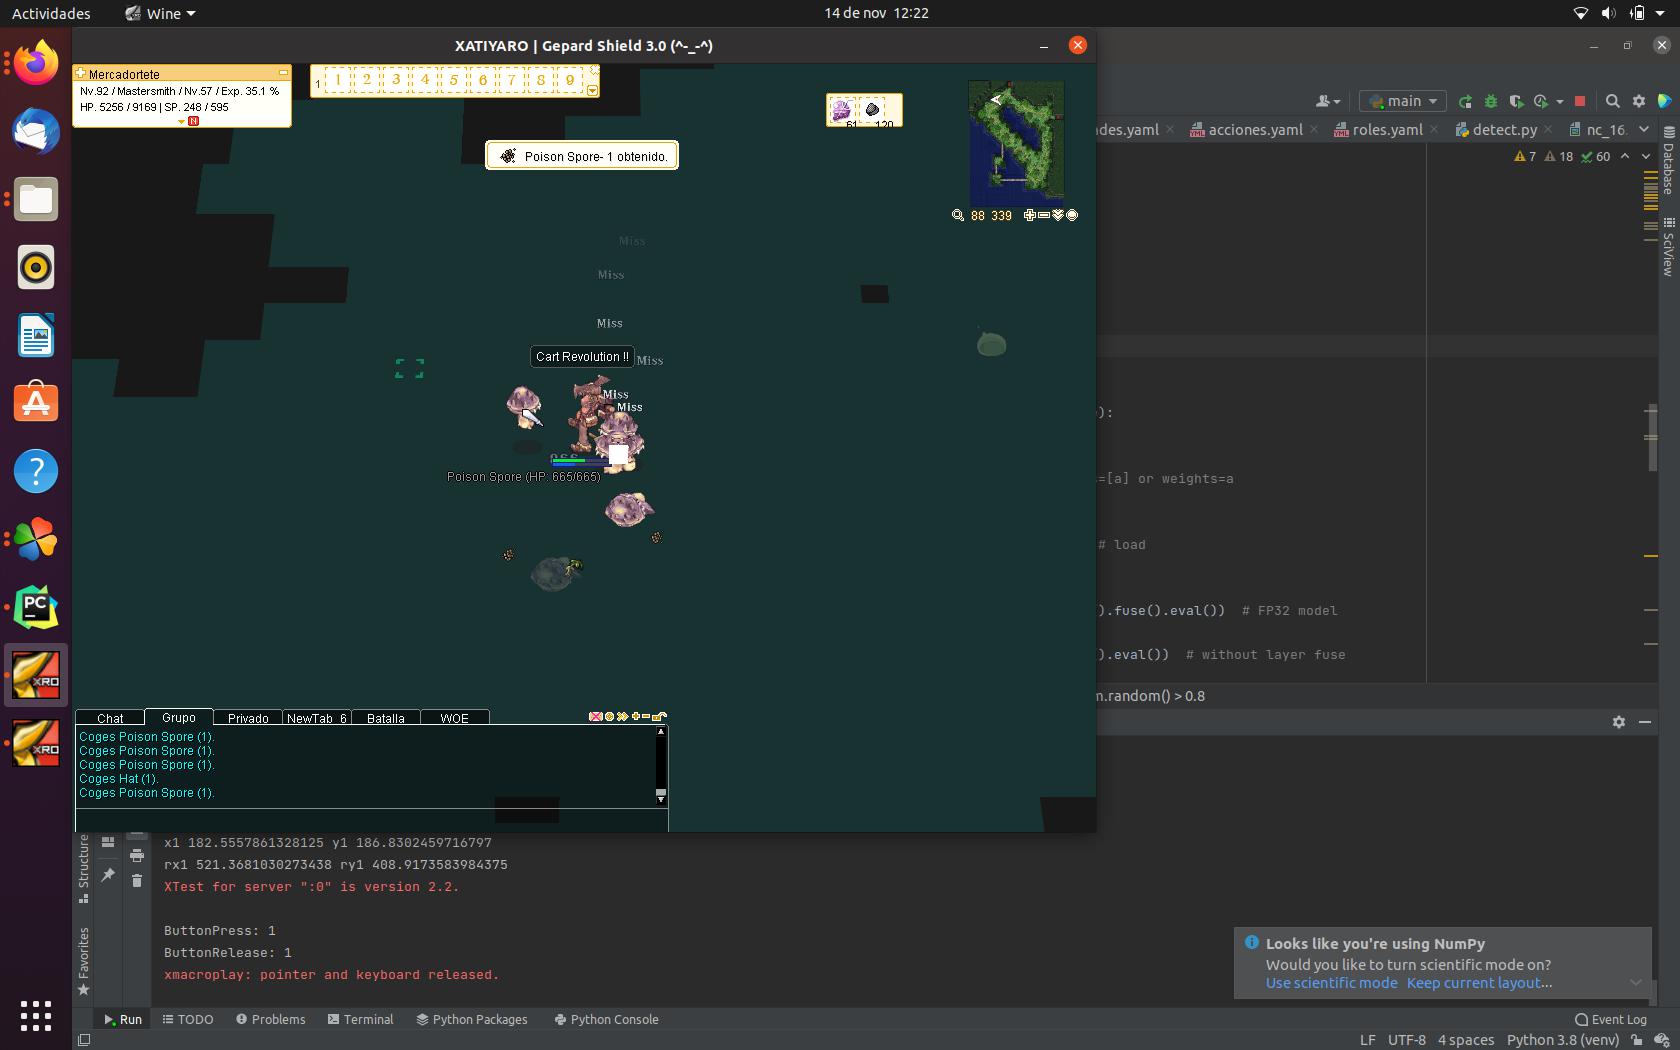 Actividades
Wine
14 de nov 12:22
XATIYARO | Gepard Shield 3.0 (^-_-^)
Mercadortete
Nv.92 / Mastersmith / Nv.57 / Exp. 35.1 %
HP. 5256 / 9169 | SP. 248 / 595
N
1 1 2 3 4 5 6 7 8 9
61 120
Poison Spore- 1 obtenido.
88 339
Miss
Miss
Miss
Cart Revolution !!
Miss
Miss
Miss
Poison Spore (HP: 665/665)
Chat
Grupo
Privado
NewTab 6
Batalla
WOE
Coges Poison Spore (1).
Coges Poison Spore (1).
Coges Poison Spore (1).
Coges Hat (1).
Coges Poison Spore (1).
main
des.yaml
acciones.yaml
roles.yaml
detect.py
nc_16.
7 18 60
):
=[a] or weights=a
# load
).fuse().eval()) # FP32 model
).eval()) # without layer fuse
m.random() > 0.8
Database
SciView
PC
XRO
XRO
Structure
Favorites
x1 182.5557861328125 y1 186.8302459716797
rx1 521.3681030273438 ry1 408.9173583984375
XTest for server ":0" is version 2.2.
ButtonPress: 1
ButtonRelease: 1
xmacroplay: pointer and keyboard released.
Looks like you're using NumPy
Would you like to turn scientific mode on?
Use scientific mode Keep current layout...
Run
TODO
Problems
Terminal
Python Packages
Python Console
Event Log
LF UTF-8 4 spaces Python 3.8 (venv)